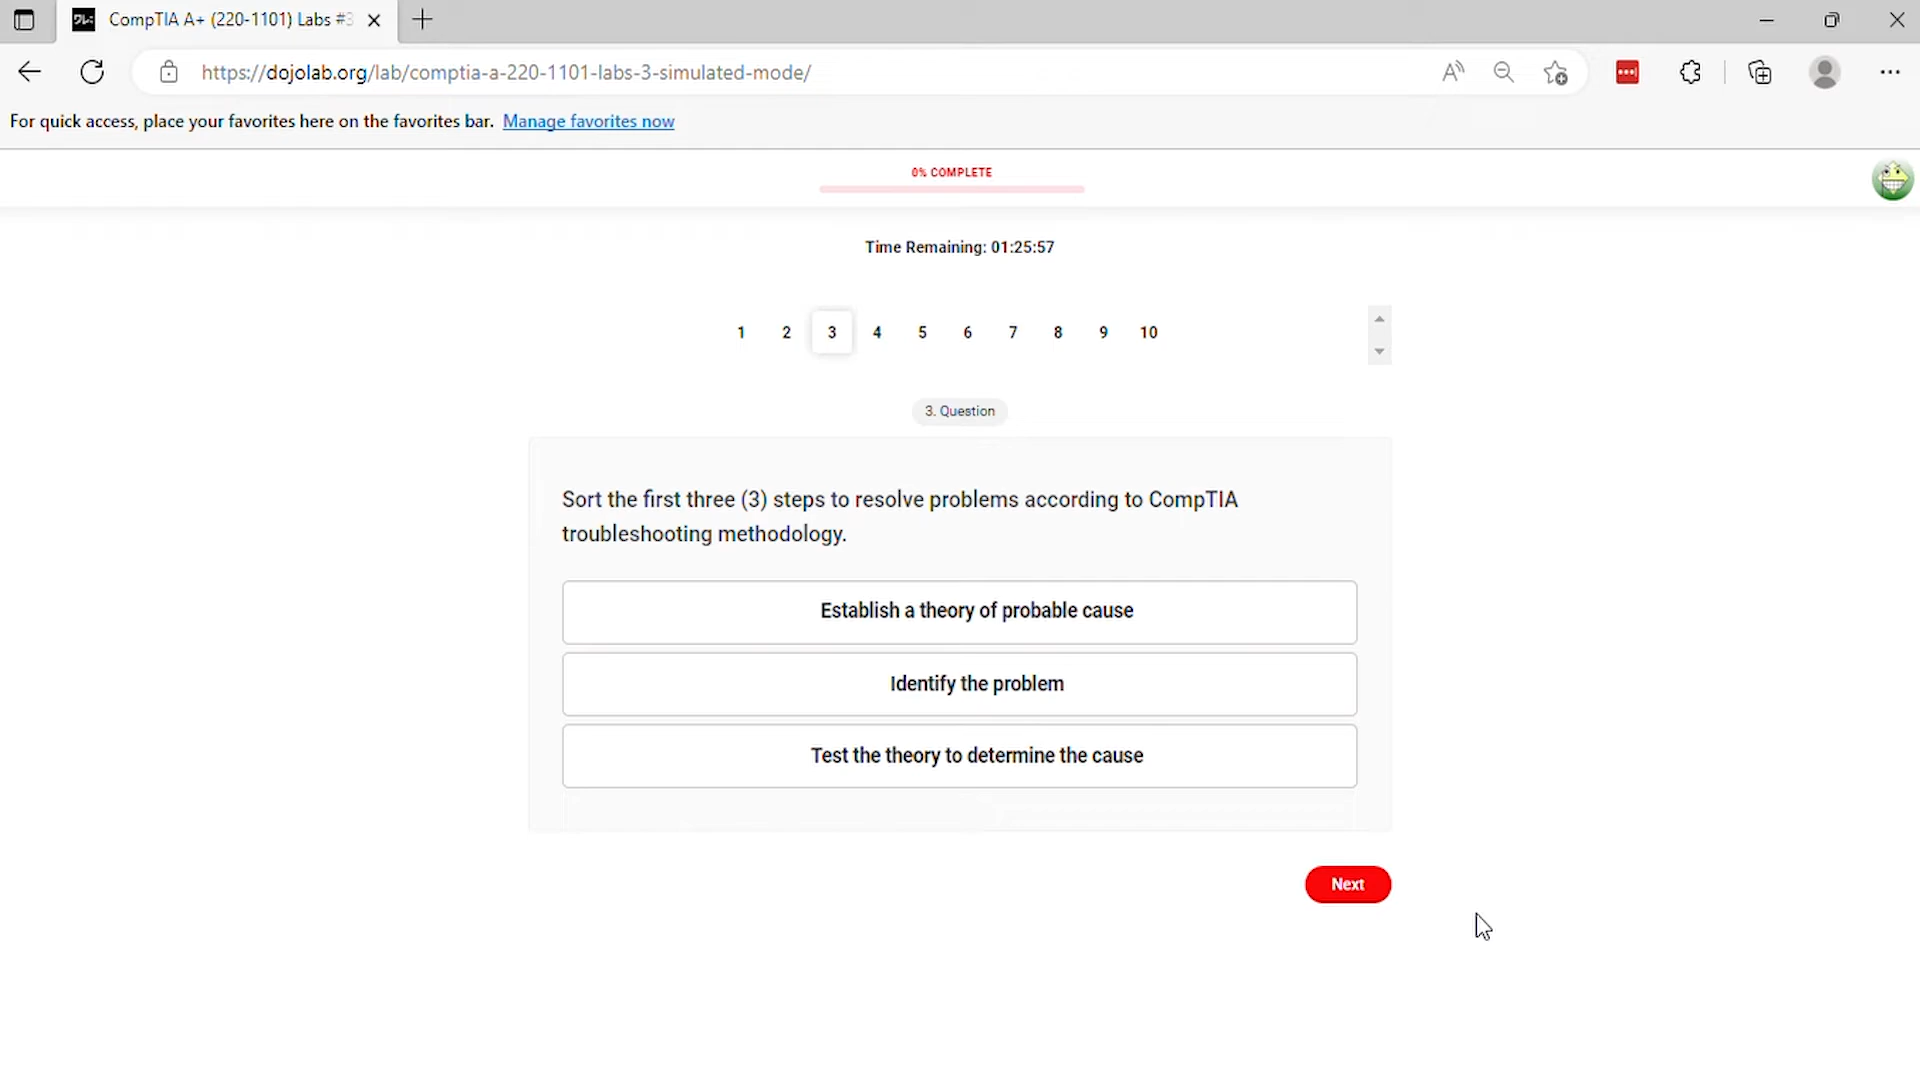 CompTIA A+ (220-1101) Labs #3
https://dojolab.org/lab/comptia-a-220-1101-labs-3-simulated-mode/
For quick access, place your favorites here on the favorites bar. Manage favorites now
0% COMPLETE
Time Remaining: 01:25:57
1 2 3 4 5 6 7 8 9 10
3. Question
Sort the first three (3) steps to resolve problems according to CompTIA
troubleshooting methodology.
Establish a theory of probable cause
Identify the problem
Test the theory to determine the cause
Next